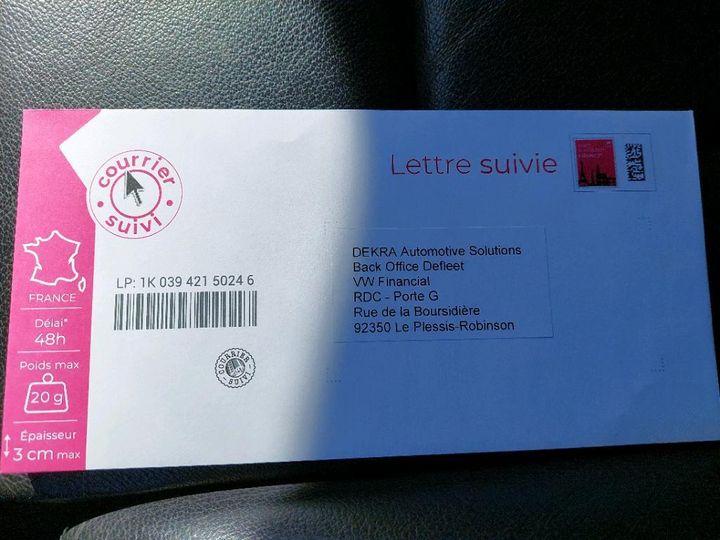 courrier
suivi
FRANCE
Délai*
48h
Poids max
20 g
Épaisseur
3 cm max
LP: 1K 039 421 5024 6
COURRIER
SUIVI
Lettre suivie
DEKRA Automotive Solutions
Back Office Defleet
VW Financial
RDC - Porte G
Rue de la Boursidière
92350 Le Plessis-Robinson